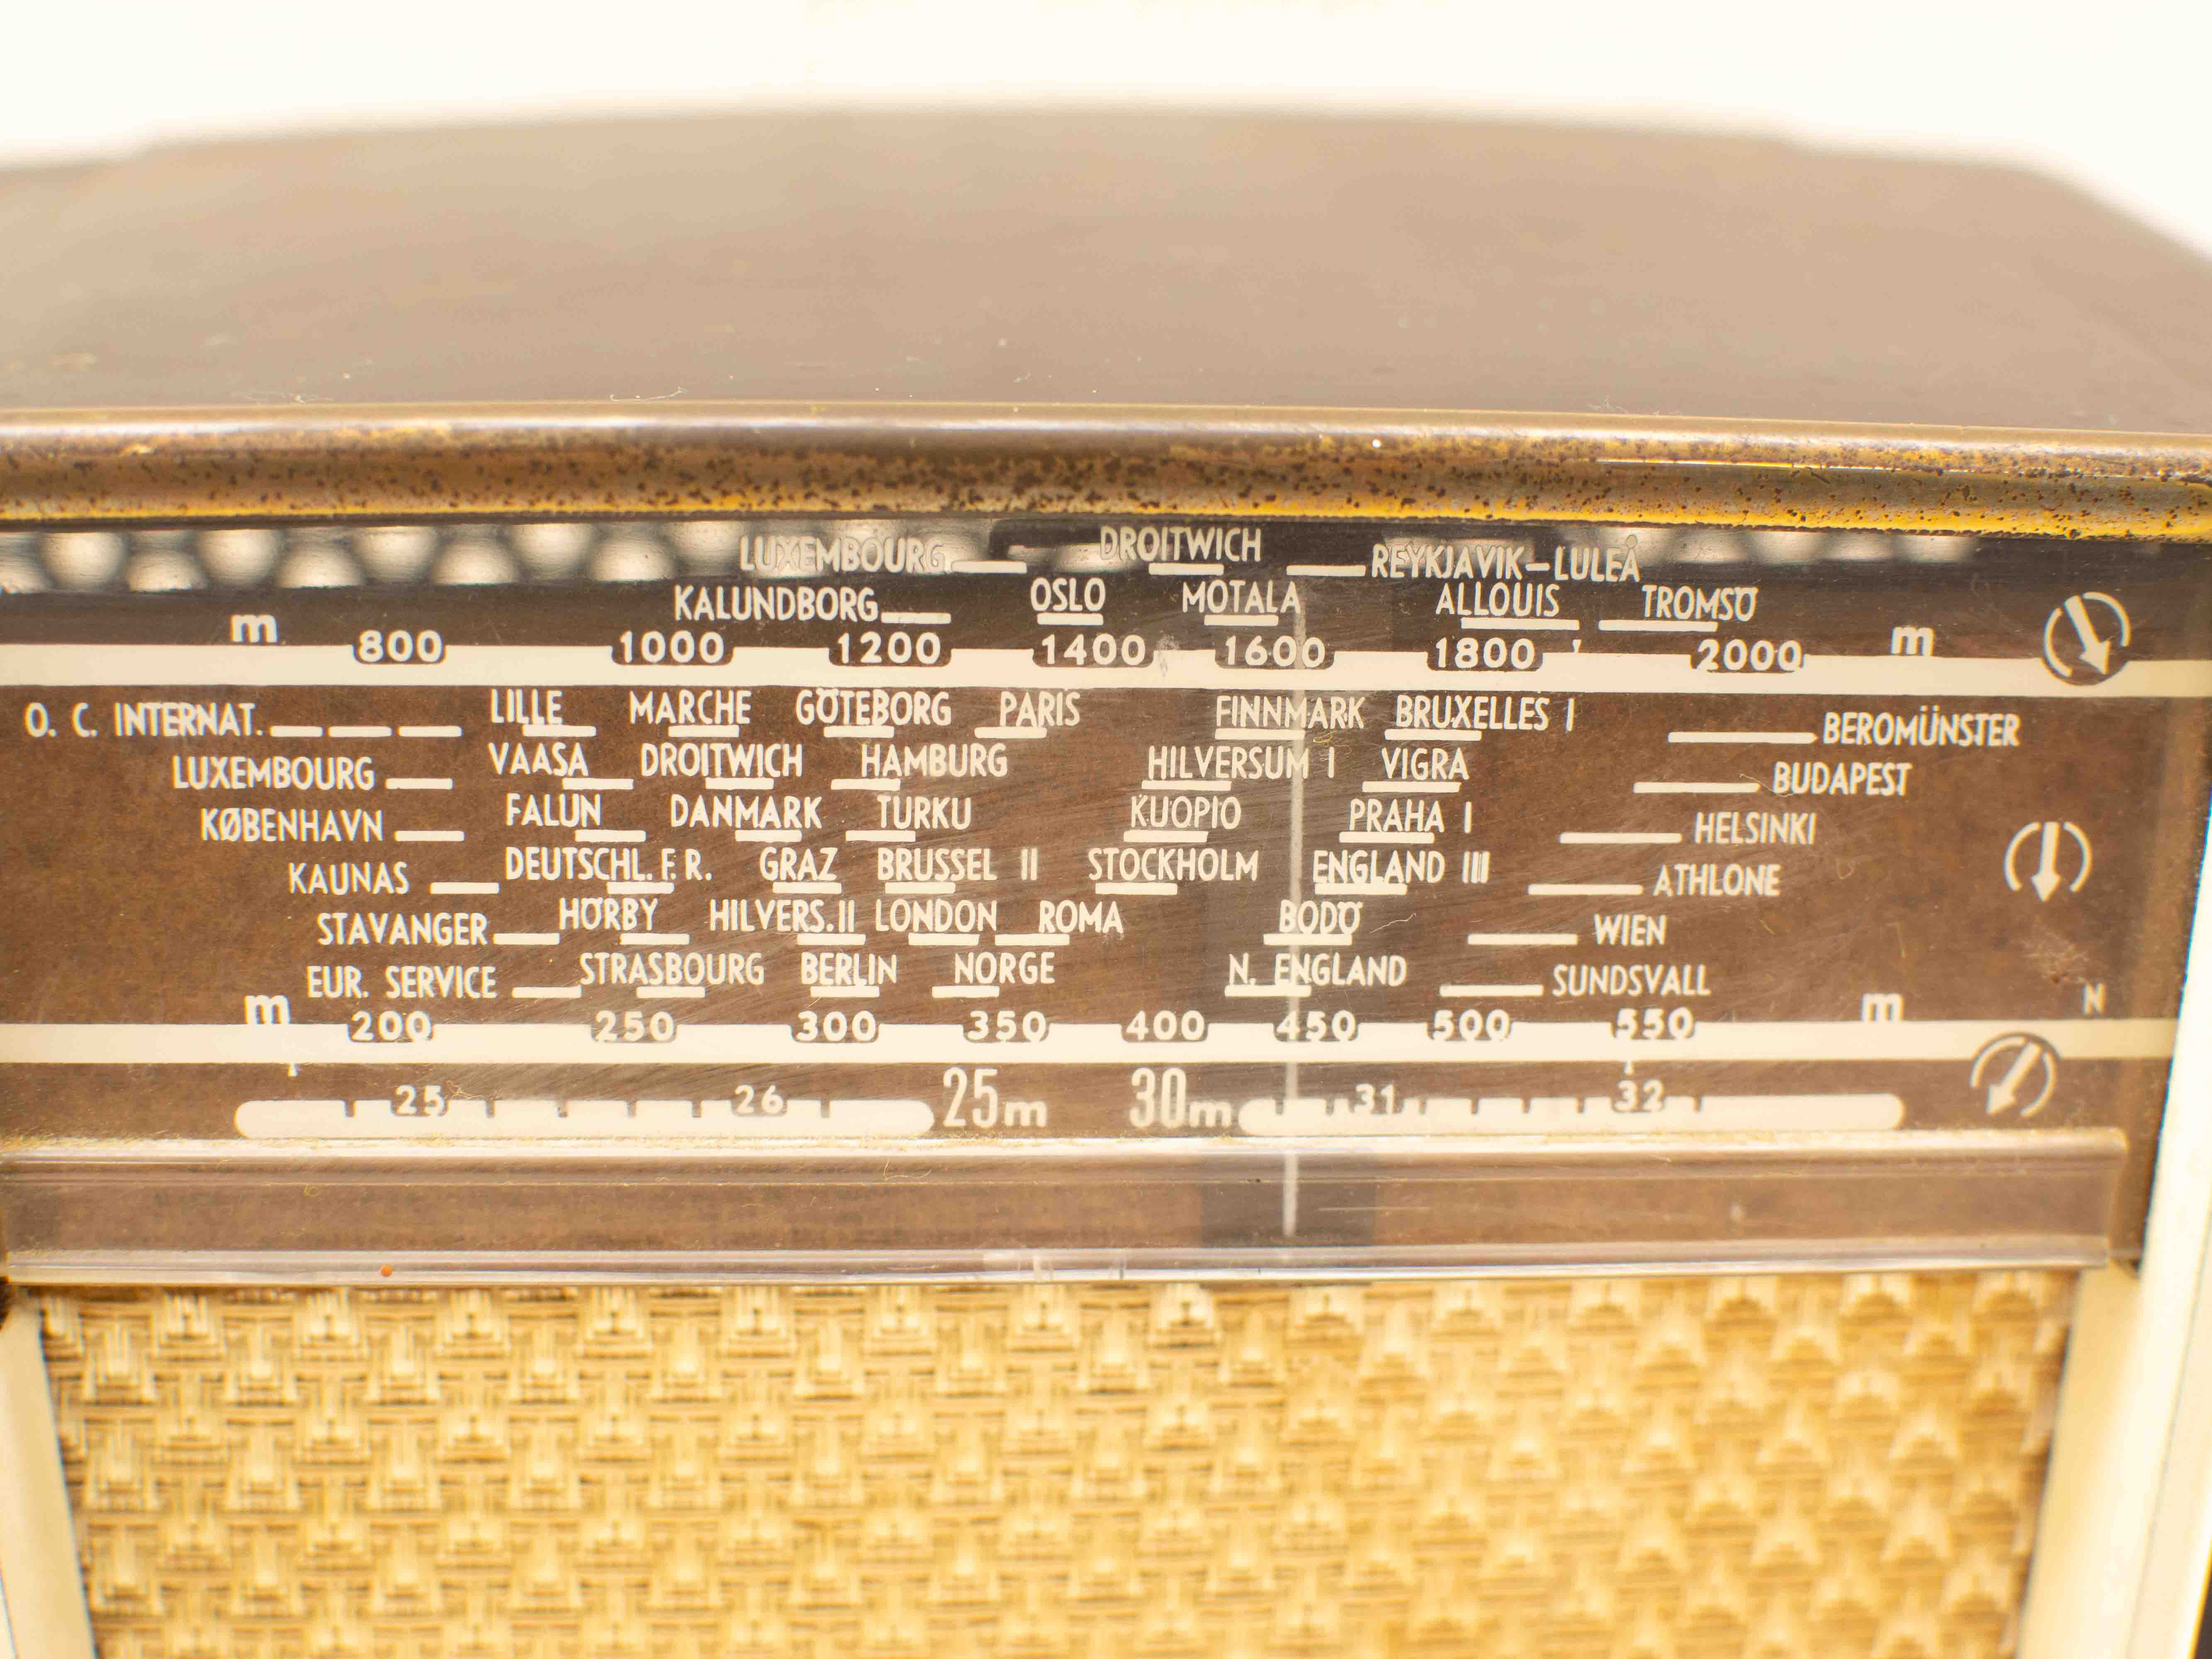 LUXEMBOURG DROITWICH REYKJAVIK–LULEÅ
KALUNDBORG OSLO MOTALA ALLOUIS TROMSÖ
m 800 1000 1200 1400 1600 1800 2000 m
O. C. INTERNAT. LILLE MARCHE GÖTEBORG PARIS FINNMARK BRUXELLES I BEROMÜNSTER
LUXEMBOURG VAASA DROITWICH HAMBURG HILVERSUM I VIGRA BUDAPEST
KØBENHAVN FALUN DANMARK TURKU KUOPIO PRAHA I HELSINKI
KAUNAS DEUTSCHL. F. R. GRAZ BRUSSEL II STOCKHOLM ENGLAND III ATHLONE
STAVANGER HÖRBY HILVERS. II LONDON ROMA BODÖ WIEN
EUR. SERVICE STRASBOURG BERLIN NORGE N. ENGLAND SUNDSVALL N
m 200 250 300 350 400 450 500 550 m
25 26 25m 30m 31 32